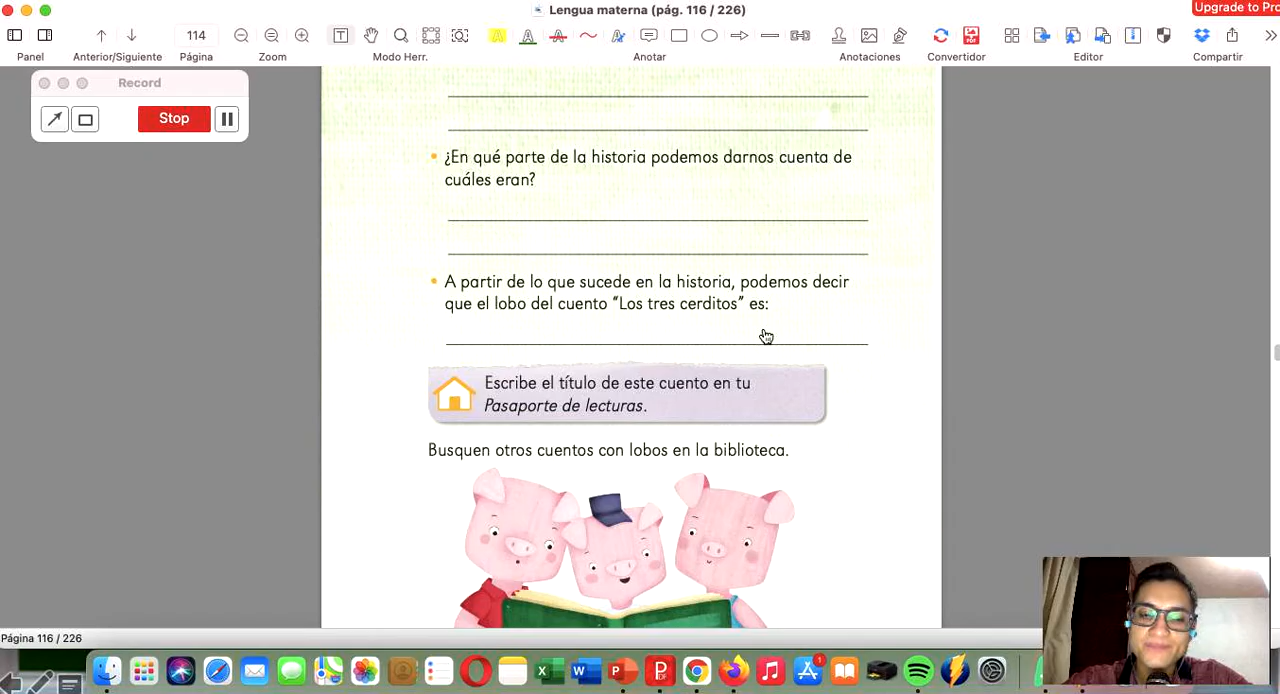 Lengua materna (pág. 116 / 226)
Upgrade to Pro
114
Panel
Anterior/Siguiente
Página
Zoom
Modo Herr.
Anotar
Anotaciones
Convertidor
Editor
Compartir
Record
Stop
• ¿En qué parte de la historia podemos darnos cuenta de
cuáles eran?
• A partir de lo que sucede en la historia, podemos decir
que el lobo del cuento “Los tres cerditos” es:
Escribe el título de este cuento en tu
Pasaporte de lecturas.
Busquen otros cuentos con lobos en la biblioteca.
Página 116 / 226